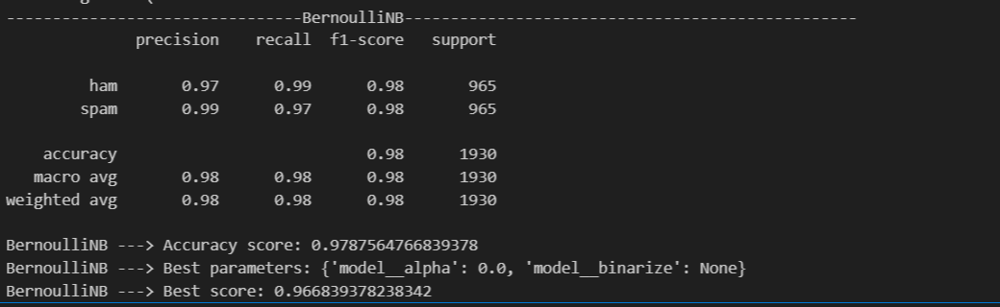 --------------------------------BernoulliNB-------------------------------------------------
precision recall f1-score support
ham 0.97 0.99 0.98 965
spam 0.99 0.97 0.98 965
accuracy 0.98 1930
macro avg 0.98 0.98 0.98 1930
weighted avg 0.98 0.98 0.98 1930
BernoulliNB ---> Accuracy score: 0.9787564766839378
BernoulliNB ---> Best parameters: {'model__alpha': 0.0, 'model__binarize': None}
BernoulliNB ---> Best score: 0.966839378238342